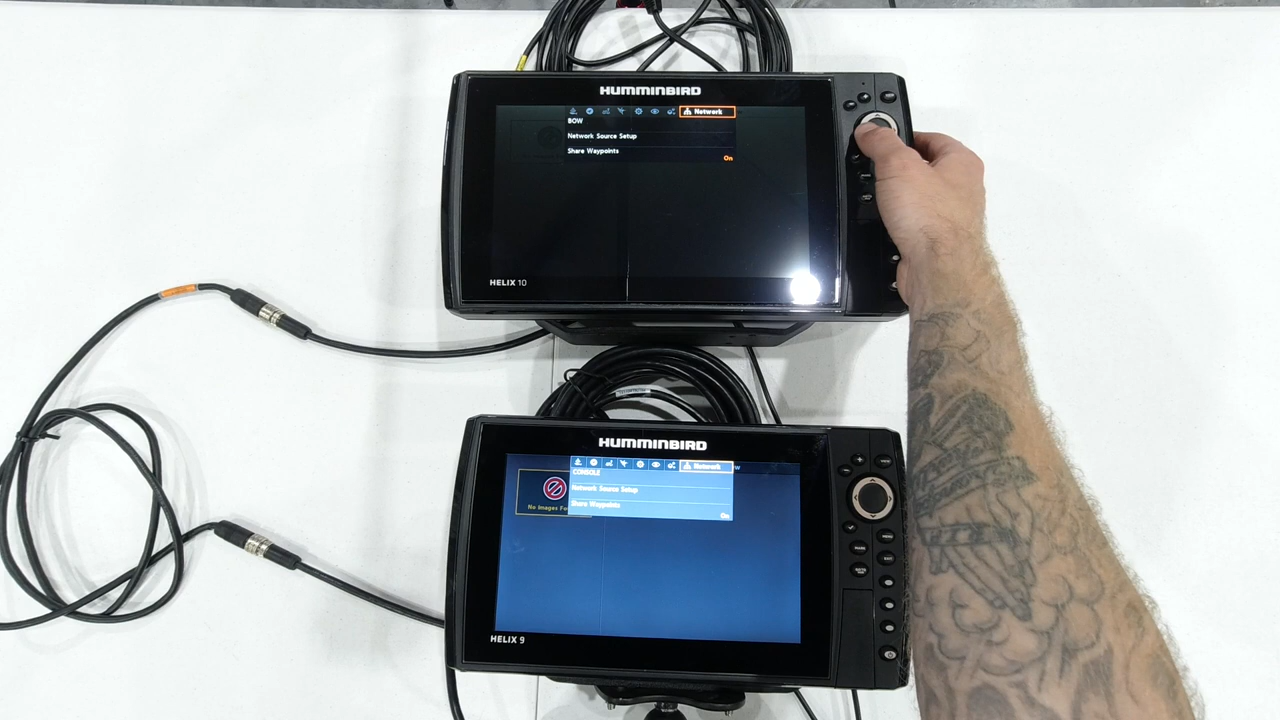 HUMMINBIRD
Network
BOW
Network Source Setup
Share Waypoints
On
HELIX 10
HUMMINBIRD
Network
CONSOLE
Network Source Setup
Share Waypoints
On
No Images Fo
HELIX 9